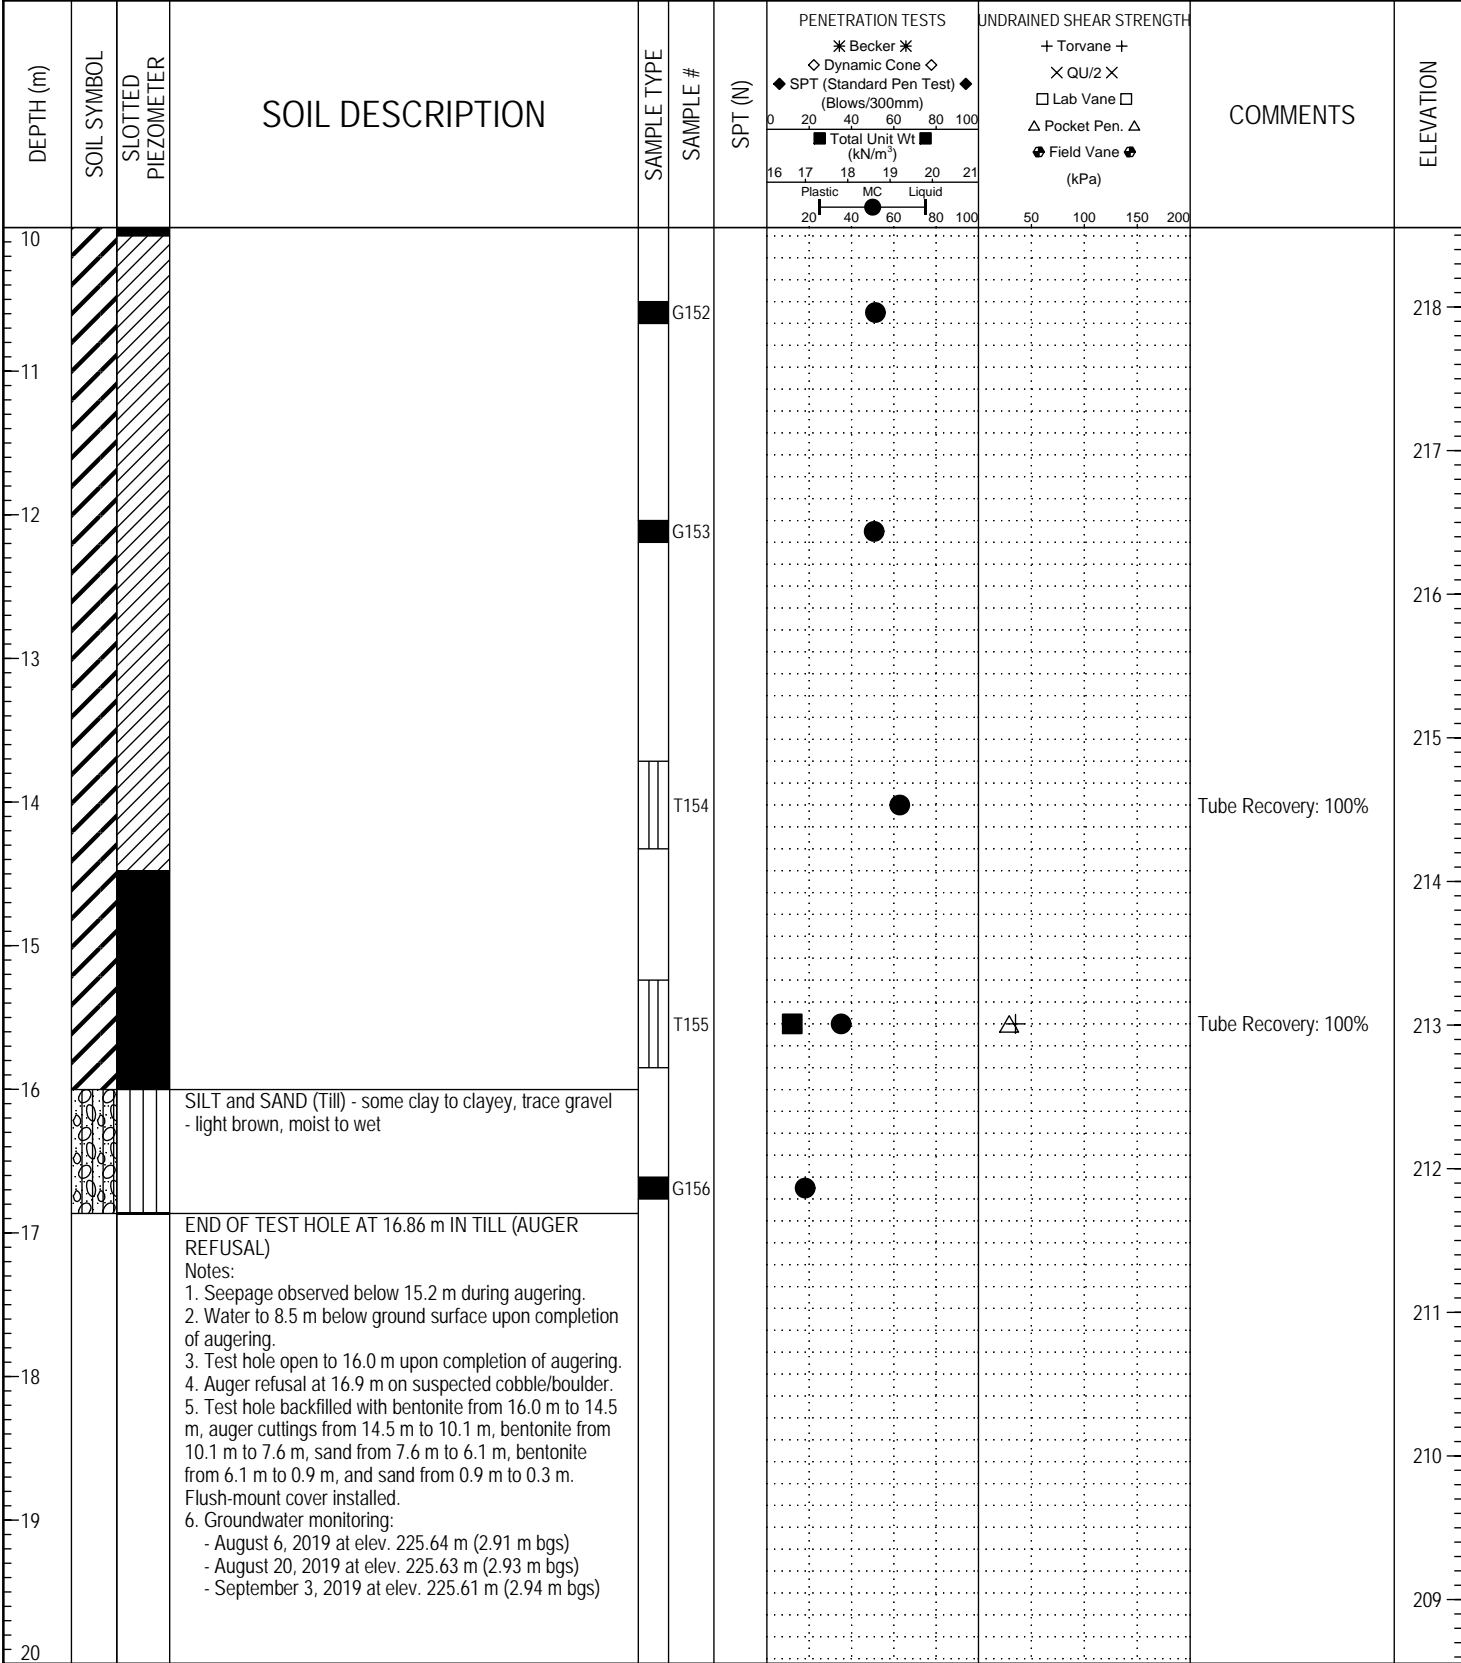 DEPTH (m)
SOIL SYMBOL
SLOTTED
PIEZOMETER
SOIL DESCRIPTION
SAMPLE TYPE
SAMPLE #
SPT (N)
PENETRATION TESTS
✳ Becker ✳
◇ Dynamic Cone ◇
◆ SPT (Standard Pen Test) ◆
(Blows/300mm)
0 20 40 60 80 100
■ Total Unit Wt ■
(kN/m³)
16 17 18 19 20 21
Plastic MC Liquid
20 40 60 80 100
UNDRAINED SHEAR STRENGTH
+ Torvane +
× QU/2 ×
□ Lab Vane □
△ Pocket Pen. △
Field Vane
(kPa)
50 100 150 200
COMMENTS
ELEVATION
10
G152
218
11
217
12
G153
216
13
215
14
T154
Tube Recovery: 100%
214
15
T155
Tube Recovery: 100%
213
16
SILT and SAND (Till) - some clay to clayey, trace gravel
- light brown, moist to wet
G156
212
17
END OF TEST HOLE AT 16.86 m IN TILL (AUGER
REFUSAL)
Notes:
1. Seepage observed below 15.2 m during augering.
2. Water to 8.5 m below ground surface upon completion
of augering.
3. Test hole open to 16.0 m upon completion of augering.
4. Auger refusal at 16.9 m on suspected cobble/boulder.
5. Test hole backfilled with bentonite from 16.0 m to 14.5
m, auger cuttings from 14.5 m to 10.1 m, bentonite from
10.1 m to 7.6 m, sand from 7.6 m to 6.1 m, bentonite
from 6.1 m to 0.9 m, and sand from 0.9 m to 0.3 m.
Flush-mount cover installed.
6. Groundwater monitoring:
- August 6, 2019 at elev. 225.64 m (2.91 m bgs)
- August 20, 2019 at elev. 225.63 m (2.93 m bgs)
- September 3, 2019 at elev. 225.61 m (2.94 m bgs)
211
18
210
19
209
20